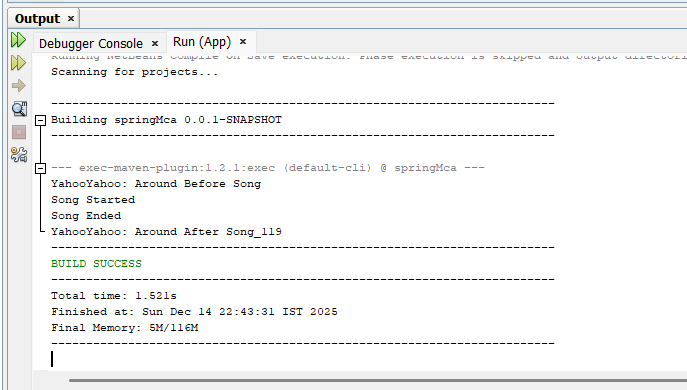 Output ×
Debugger Console × Run (App) ×
Running NetBeans Compile On Save execution. Phase execution is skipped and output directori
Scanning for projects...
------------------------------------------------------------------------
Building springMca 0.0.1-SNAPSHOT
------------------------------------------------------------------------
--- exec-maven-plugin:1.2.1:exec (default-cli) @ springMca ---
YahooYahoo: Around Before Song
Song Started
Song Ended
YahooYahoo: Around After Song_119
------------------------------------------------------------------------
BUILD SUCCESS
------------------------------------------------------------------------
Total time: 1.521s
Finished at: Sun Dec 14 22:43:31 IST 2025
Final Memory: 5M/116M
------------------------------------------------------------------------